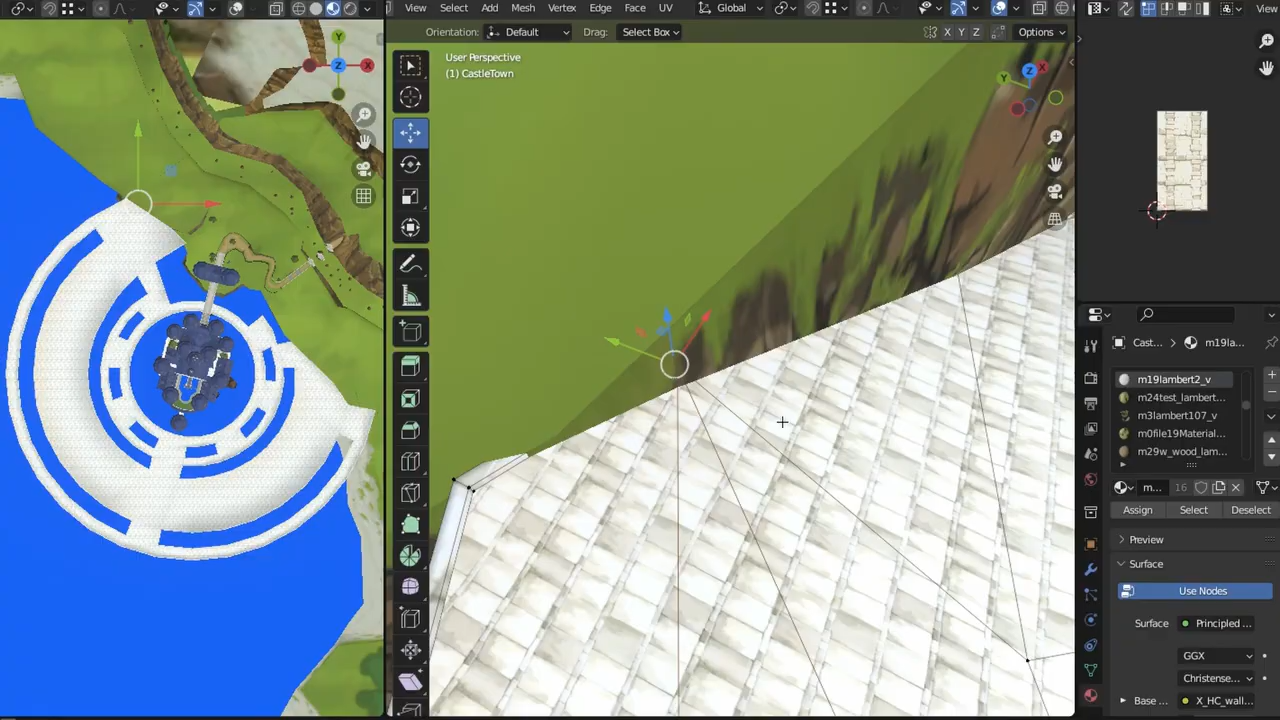 View Select Add Mesh Vertex Edge Face UV Global View
Orientation: Default Drag: Select Box X Y Z Options
User Perspective
(1) CastleTown
Y
Z X
Y Z X
Cast... m19la...
m19lambert2_v
m24test_lambert...
m3lambert107_v
m0file19Material...
m29w_wood_lam...
m... 16
Assign Select Deselect
Preview
Surface
Use Nodes
Surface Principled ...
GGX
Christense...
Base ... X_HC_wall...